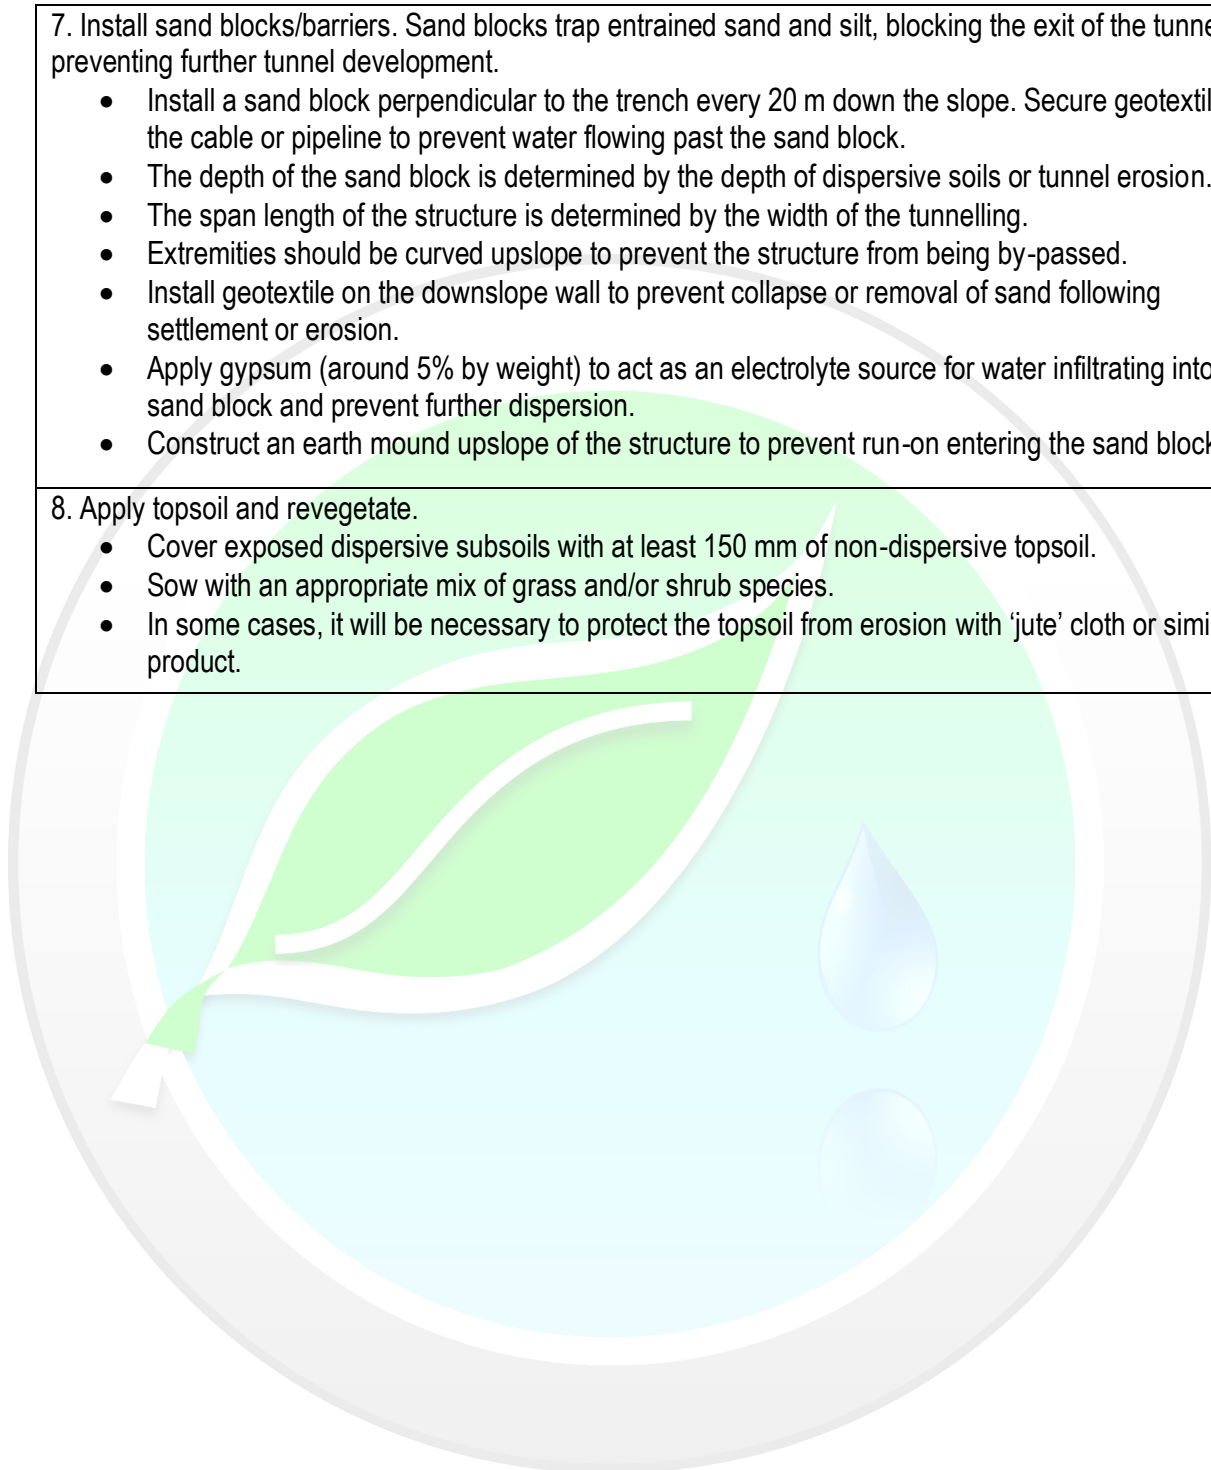 7. Install sand blocks/barriers. Sand blocks trap entrained sand and silt, blocking the exit of the
preventing further tunnel development.
• Install a sand block perpendicular to the trench every 20 m down the slope. Secure
the cable or pipeline to prevent water flowing past the sand block.
• The depth of the sand block is determined by the depth of dispersive soils or tunnel erosion.
• The span length of the structure is determined by the width of the tunnelling.
• Extremities should be curved upslope to prevent the structure from being by-passed.
• Install geotextile on the downslope wall to prevent collapse or removal of sand following
settlement or erosion.
• Apply gypsum (around 5% by weight) to act as an electrolyte source for water infiltrating into
sand block and prevent further dispersion.
• Construct an earth mound upslope of the structure to prevent run-on entering the sand block
8. Apply topsoil and revegetate.
• Cover exposed dispersive subsoils with at least 150 mm of non-dispersive topsoil.
• Sow with an appropriate mix of grass and/or shrub species.
• In some cases, it will be necessary to protect the topsoil from erosion with ‘jute’ cloth or
product.